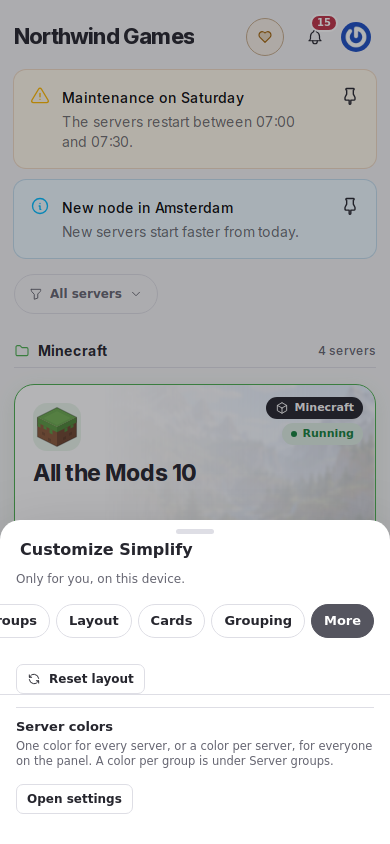 Northwind Games
15
Maintenance on Saturday
The servers restart between 07:00
and 07:30.
New node in Amsterdam
New servers start faster from today.
All servers
Minecraft
4 servers
Minecraft
Running
All the Mods 10
Customize Simplify
Only for you, on this device.
roups
Layout
Cards
Grouping
More
Reset layout
Server colors
One color for every server, or a color per server, for everyone
on the panel. A color per group is under Server groups.
Open settings